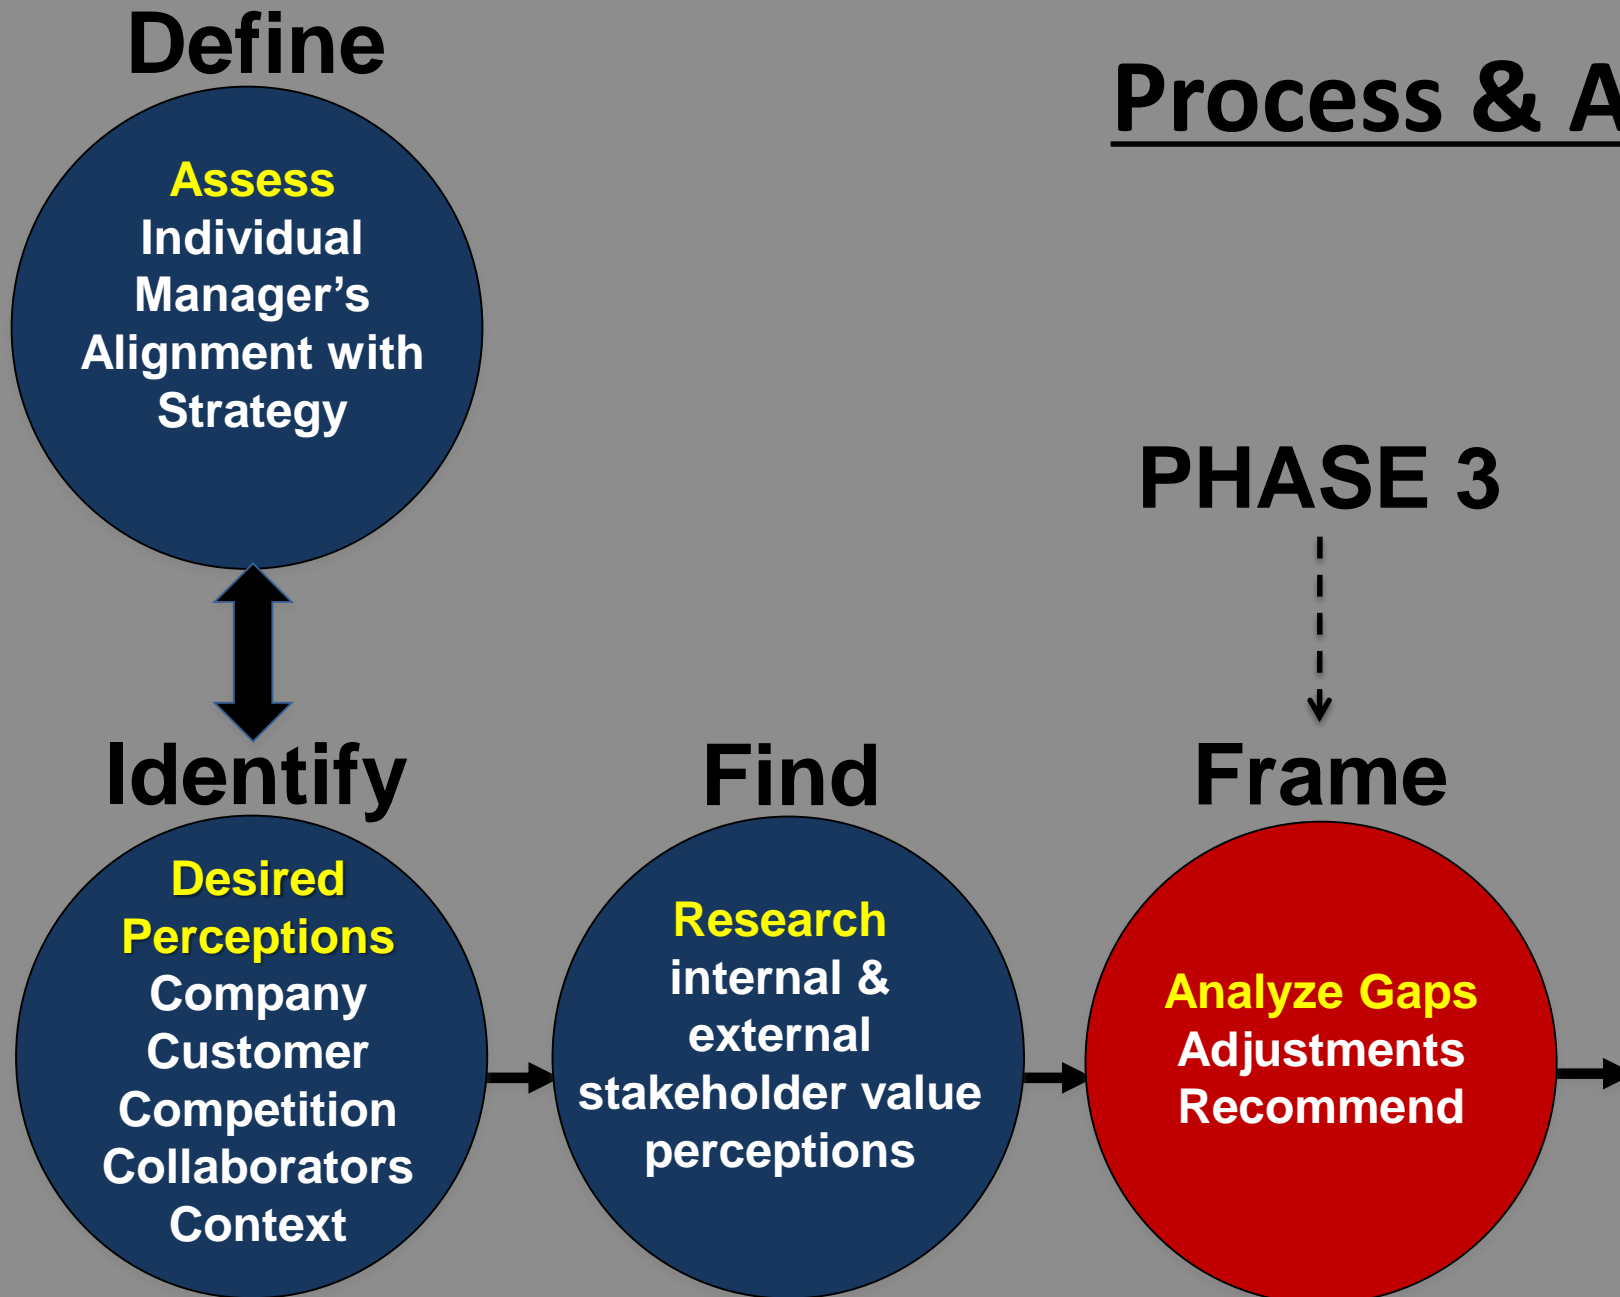 Define
Process & A
Assess
Individual
Manager’s
Alignment with
Strategy
PHASE 3
Identify
Find
Frame
Desired
Perceptions
Company
Customer
Competition
Collaborators
Context
Research
internal &
external
stakeholder value
perceptions
Analyze Gaps
Adjustments
Recommend